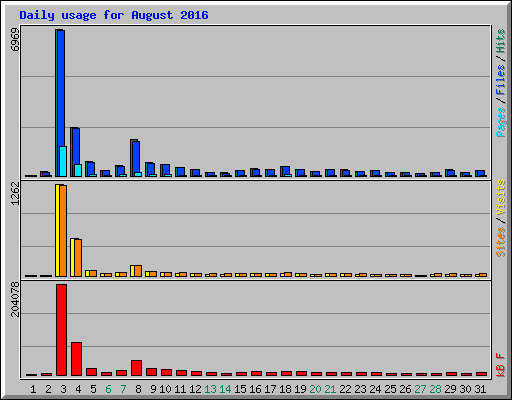 Daily usage for August 2016
6969
Pages / Files / Hits
1262
Sites / Visits
204078
kB F
1 2 3 4 5 6 7 8 9 10 11 12 13 14 15 16 17 18 19 20 21 22 23 24 25 26 27 28 29 30 31